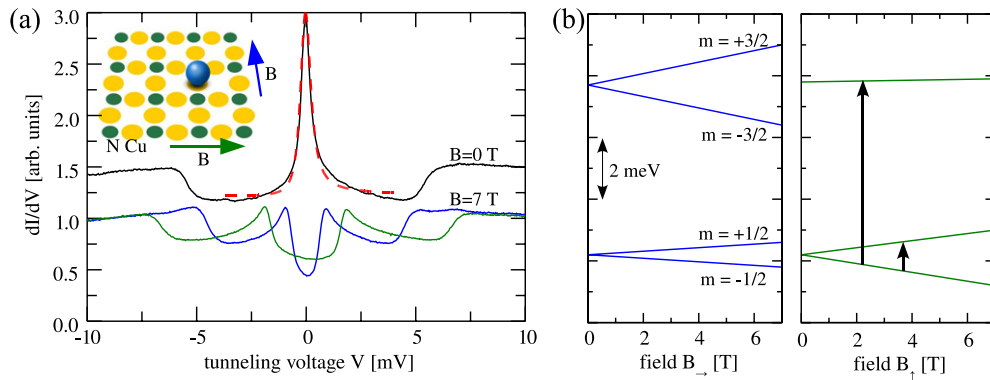 (a)
3.0
2.5
2.0
1.5
1.0
0.5
0.0
dI/dV [arb. units]
B
N Cu
B
B=0 T
B=7 T
-10
-5
0
5
10
tunneling voltage V [mV]
(b)
m = +3/2
m = -3/2
2 meV
m = +1/2
m = -1/2
0 2 4 6
field B→ [T]
0 2 4 6
field B↑ [T]